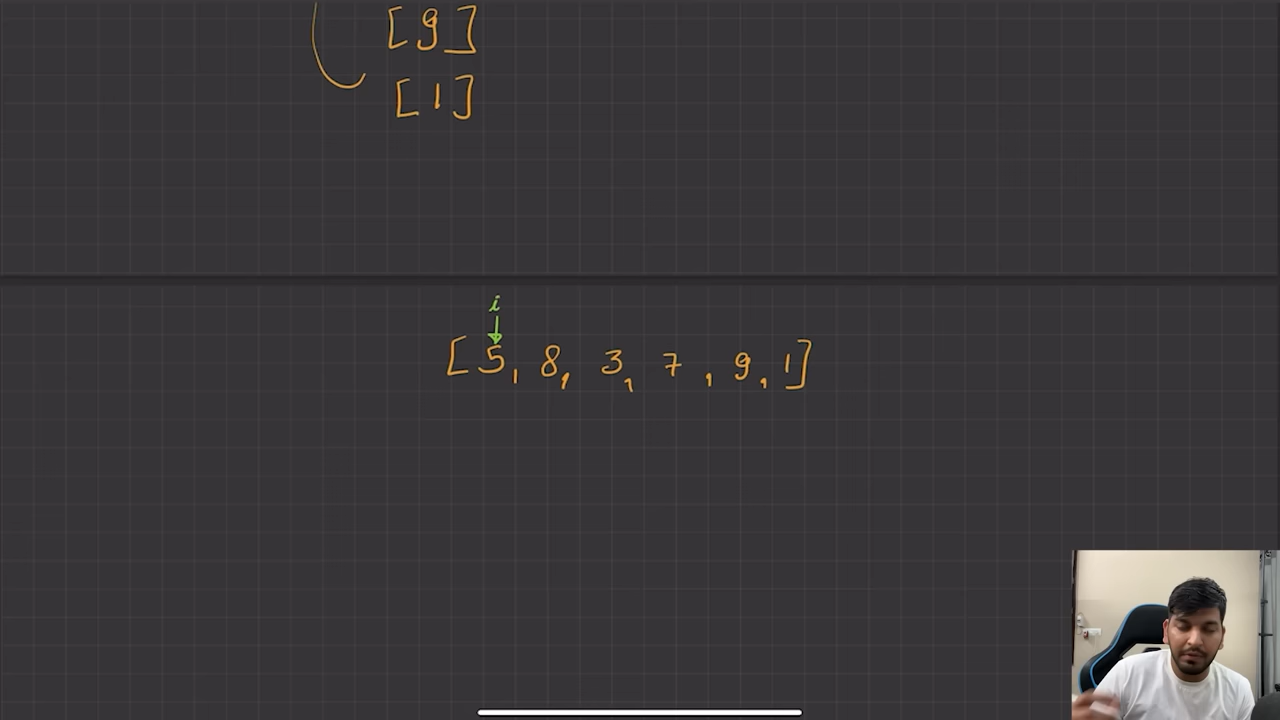 [9]
[1]
i
[5, 8, 3, 7, 9, 1]